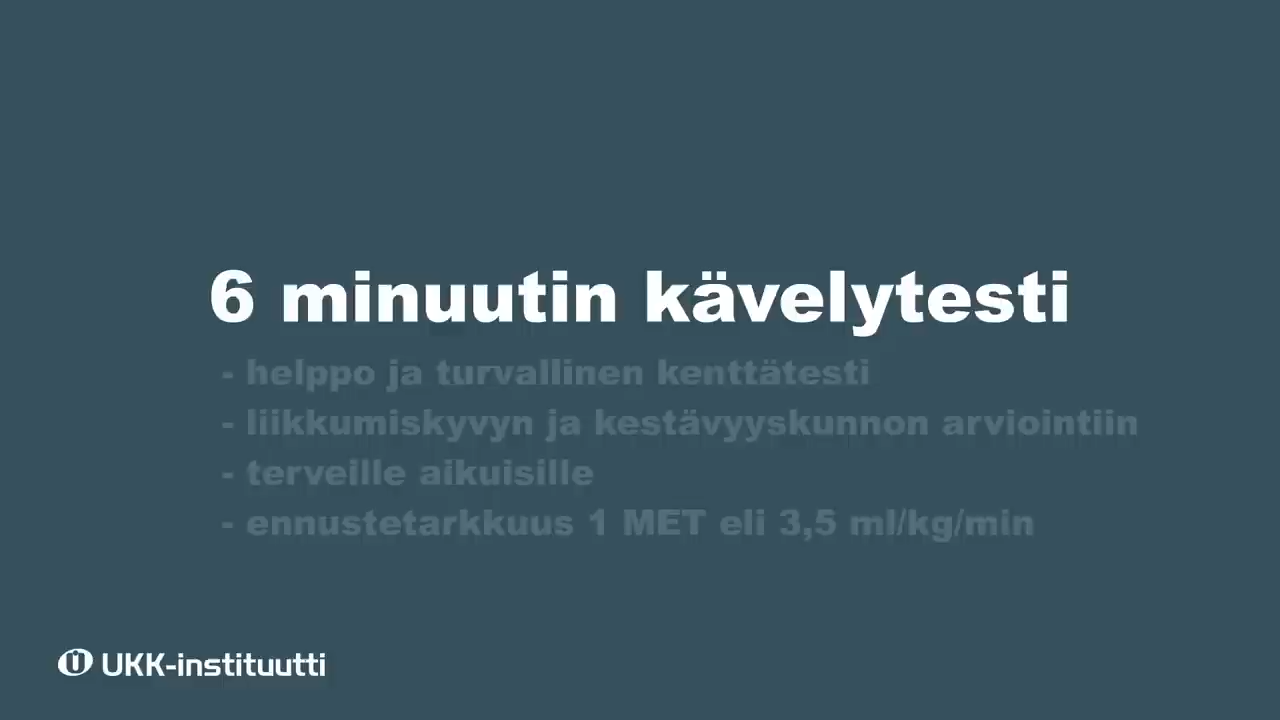 6 minuutin kävelytesti
- helppo ja turvallinen kenttätesti
- liikkumiskyvyn ja kestävyyskunnon arviointiin
- terveille aikuisille
- ennustetarkkuus 1 MET eli 3,5 ml/kg/min
UKK-instituutti